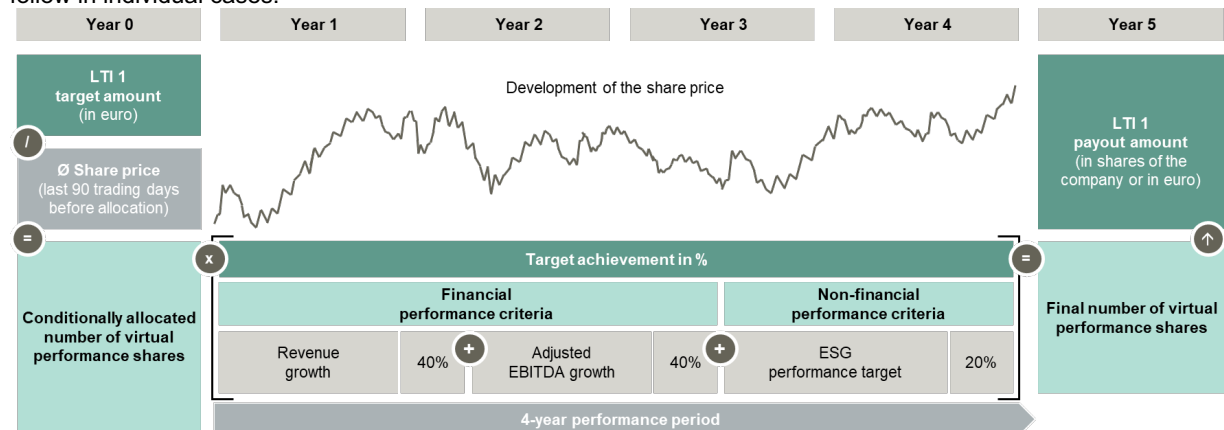 follow in individual cases.
Year 0
Year 1
Year 2
Year 3
Year 4
Year 5
LTI 1
target amount
(in euro)
/
Ø Share price
(last 90 trading days
before allocation)
=
Conditionally allocated
number of virtual
performance shares
Development of the share price
x
Target achievement in %
=
Financial
performance criteria
Non-financial
performance criteria
Revenue
growth
40%
+
Adjusted
EBITDA growth
40%
+
ESG
performance target
20%
4-year performance period
LTI 1
payout amount
(in shares of the
company or in euro)
↑
Final number of virtual
performance shares